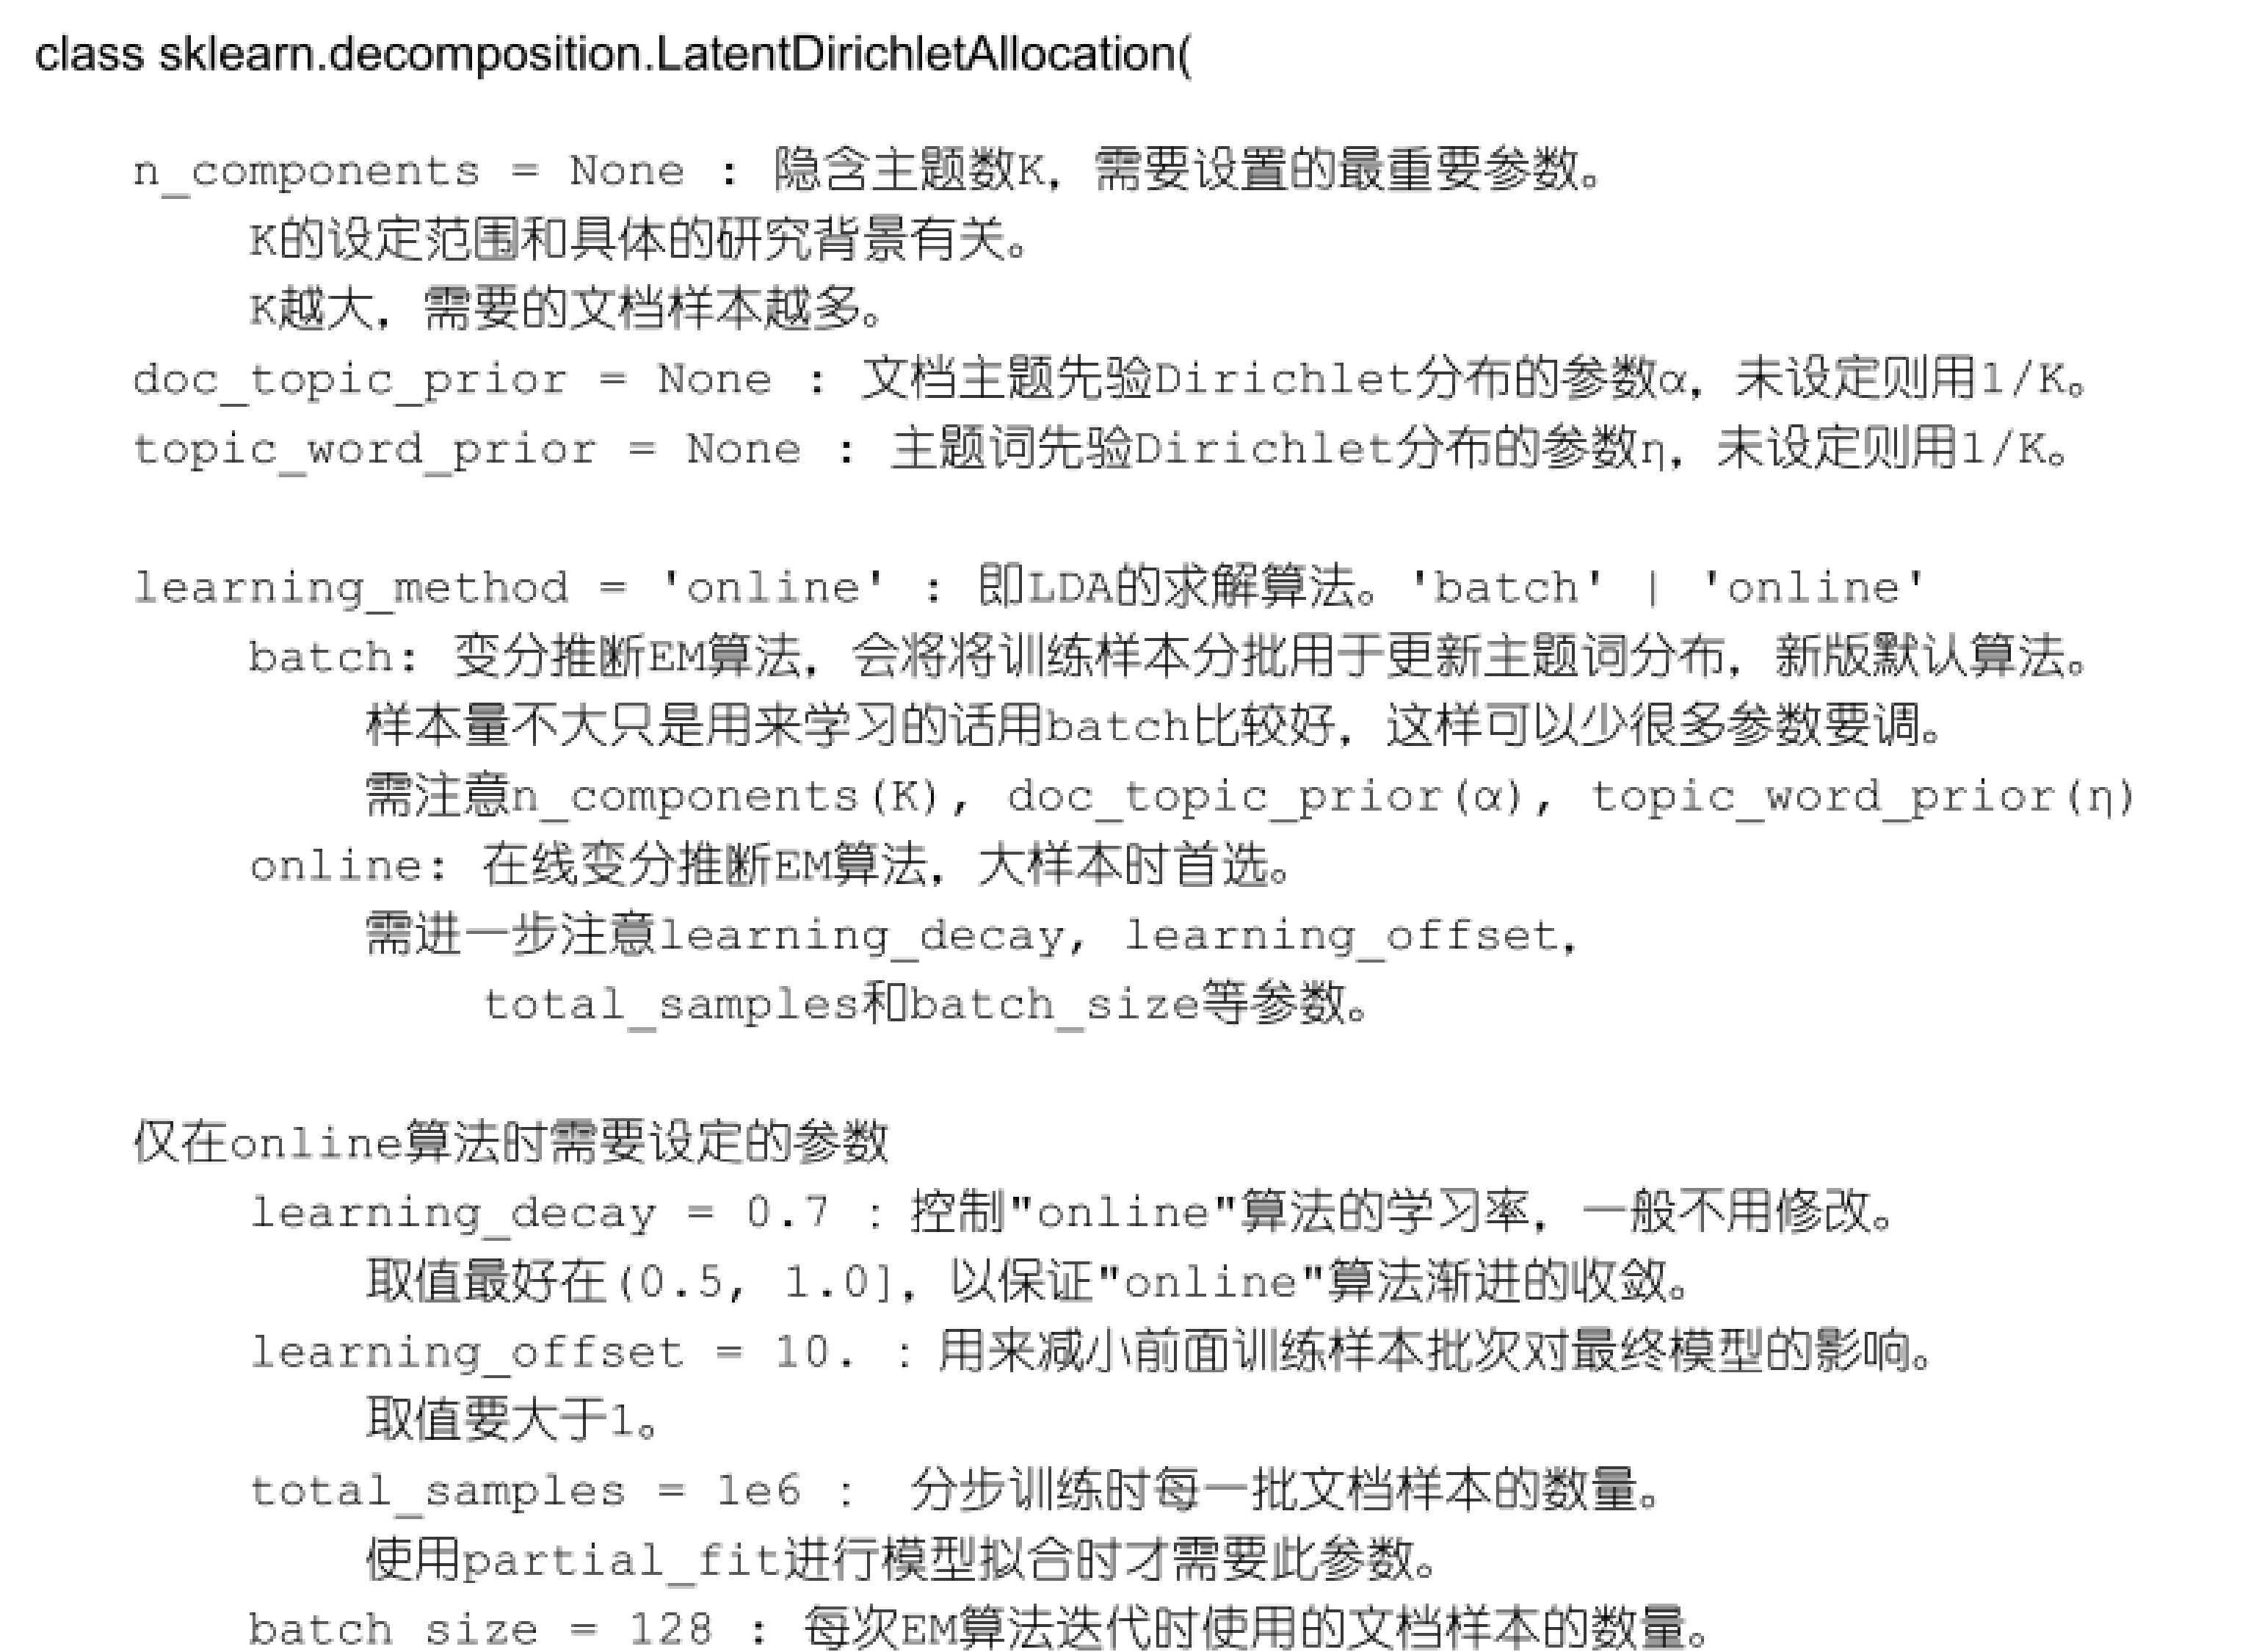 class sklearn.decomposition.LatentDirichletAllocation(
n_components = None : 隐含主题数K，需要设置的最重要参数。
K的设定范围和具体的研究背景有关。
K越大，需要的文档样本越多。
doc_topic_prior = None : 文档主题先验Dirichlet分布的参数α，未设定则用1/K。
topic_word_prior = None : 主题词先验Dirichlet分布的参数η，未设定则用1/K。
learning_method = 'online' : 即LDA的求解算法。'batch' | 'online'
batch: 变分推断EM算法，会将将训练样本分批用于更新主题词分布，新版默认算法。
样本量不大只是用来学习的话用batch比较好，这样可以少很多参数要调。
需注意n_components(K), doc_topic_prior(α), topic_word_prior(η)
online: 在线变分推断EM算法，大样本时首选。
需进一步注意learning_decay, learning_offset，
total_samples和batch_size等参数。
仅在online算法时需要设定的参数
learning_decay = 0.7 ：控制"online"算法的学习率，一般不用修改。
取值最好在(0.5, 1.0]，以保证"online"算法渐进的收敛。
learning_offset = 10. ：用来减小前面训练样本批次对最终模型的影响。
取值要大于1。
total_samples = 1e6 ： 分步训练时每一批文档样本的数量。
使用partial_fit进行模型拟合时才需要此参数。
batch_size = 128 : 每次EM算法迭代时使用的文档样本的数量。